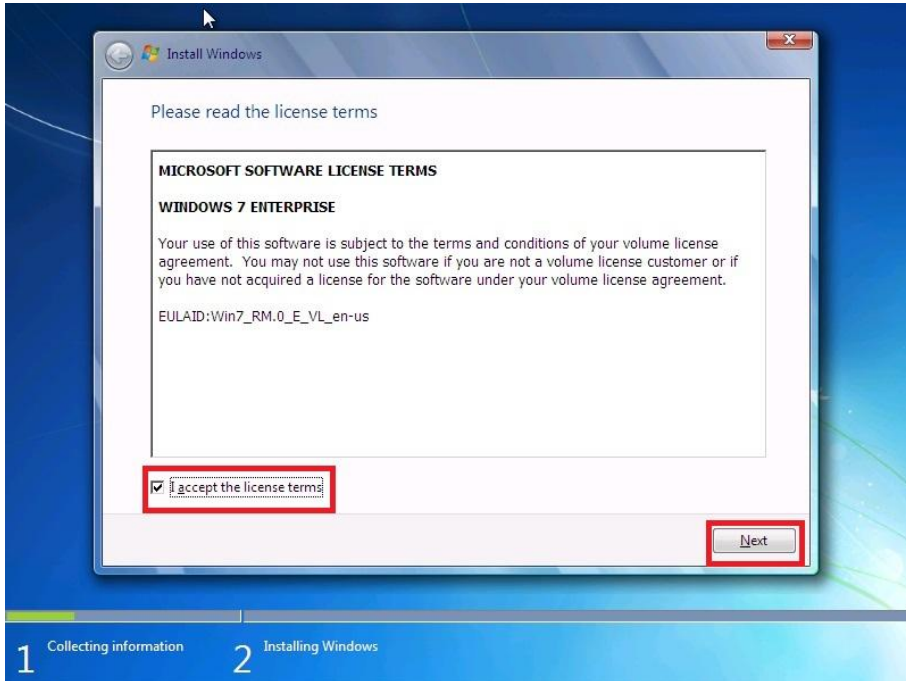 Install Windows
Please read the license terms
MICROSOFT SOFTWARE LICENSE TERMS
WINDOWS 7 ENTERPRISE
Your use of this software is subject to the terms and conditions of your volume license
agreement.  You may not use this software if you are not a volume license customer or if
you have not acquired a license for the software under your volume license agreement.
EULAID:Win7_RM.0_E_VL_en-us
I accept the license terms
Next
1 Collecting information
2 Installing Windows